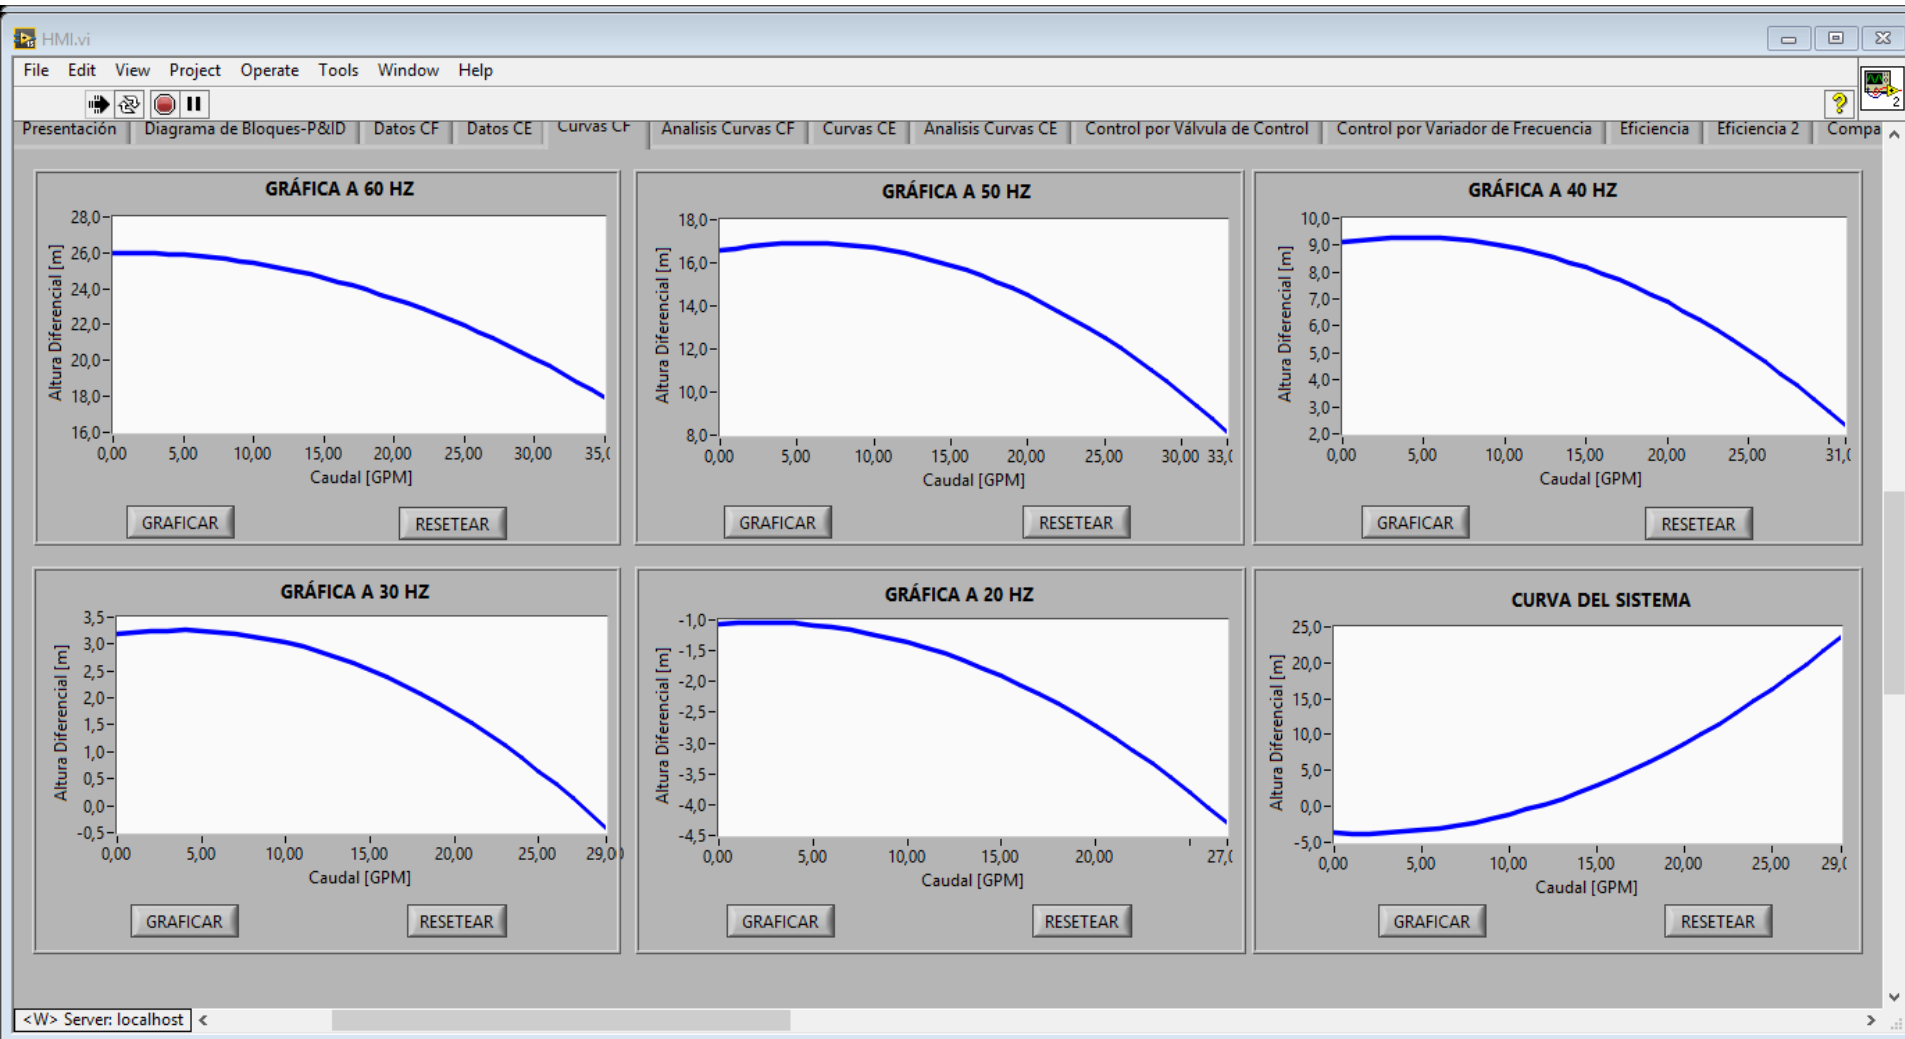 HMI.vi
File Edit View Project Operate Tools Window Help
2
Presentación Diagrama de Bloques-P&ID Datos CF Datos CE Curvas CF Analisis Curvas CF Curvas CE Analisis Curvas CE Control por Válvula de Control Control por Variador de Frecuencia Eficiencia Eficiencia 2 Compa
GRÁFICA A 60 HZ
Altura Diferencial [m]
28,0
26,0
24,0
22,0
20,0
18,0
16,0
0,00 5,00 10,00 15,00 20,00 25,00 30,00 35,0
Caudal [GPM]
GRAFICAR RESETEAR
GRÁFICA A 50 HZ
Altura Diferencial [m]
18,0
16,0
14,0
12,0
10,0
8,0
0,00 5,00 10,00 15,00 20,00 25,00 30,00 33,0
Caudal [GPM]
GRAFICAR RESETEAR
GRÁFICA A 40 HZ
Altura Diferencial [m]
10,0
9,0
8,0
7,0
6,0
5,0
4,0
3,0
2,0
0,00 5,00 10,00 15,00 20,00 25,00 31,0
Caudal [GPM]
GRAFICAR RESETEAR
GRÁFICA A 30 HZ
Altura Diferencial [m]
3,5
3,0
2,5
2,0
1,5
1,0
0,5
0,0
-0,5
0,00 5,00 10,00 15,00 20,00 25,00 29,00
Caudal [GPM]
GRAFICAR RESETEAR
GRÁFICA A 20 HZ
Altura Diferencial [m]
-1,0
-1,5
-2,0
-2,5
-3,0
-3,5
-4,0
-4,5
0,00 5,00 10,00 15,00 20,00 27,0
Caudal [GPM]
GRAFICAR RESETEAR
CURVA DEL SISTEMA
Altura Diferencial [m]
25,0
20,0
15,0
10,0
5,0
0,0
-5,0
0,00 5,00 10,00 15,00 20,00 25,00 29,0
Caudal [GPM]
GRAFICAR RESETEAR
<W> Server: localhost